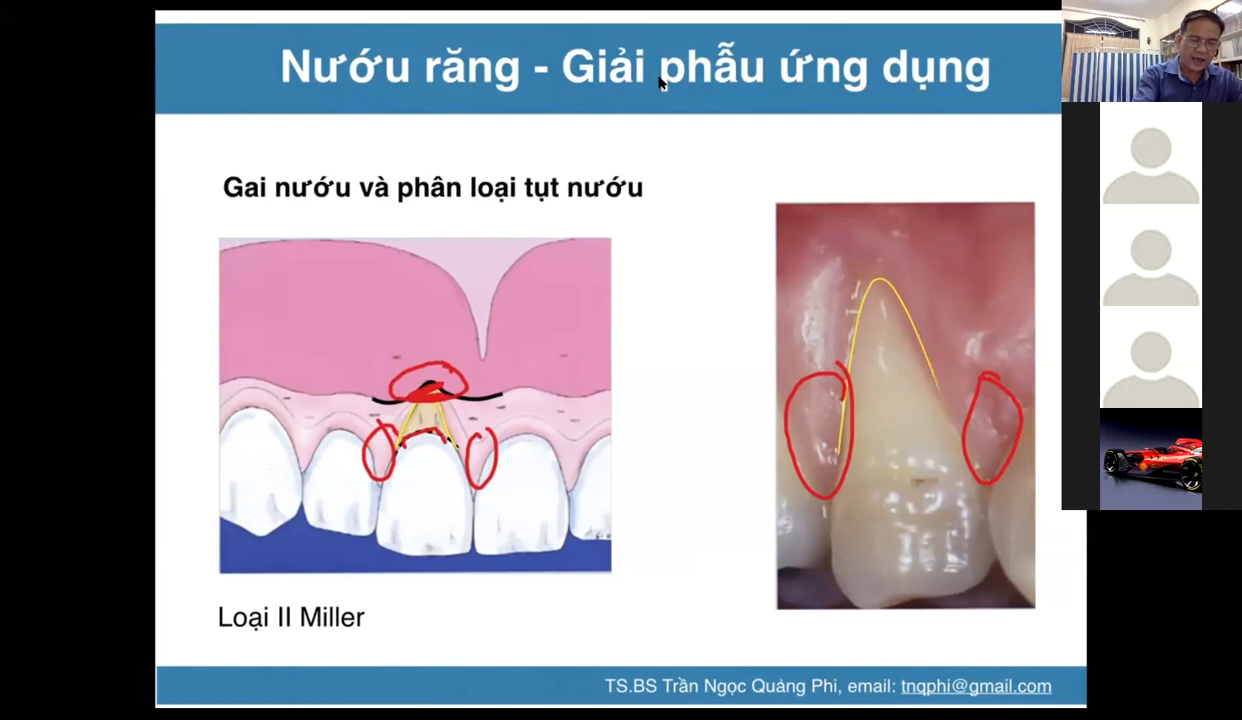 Nướu răng - Giải phẫu ứng dụng
Gai nướu và phân loại tụt nướu
Loại II Miller
TS.BS Trần Ngọc Quảng Phi, email: tnqphi@gmail.com